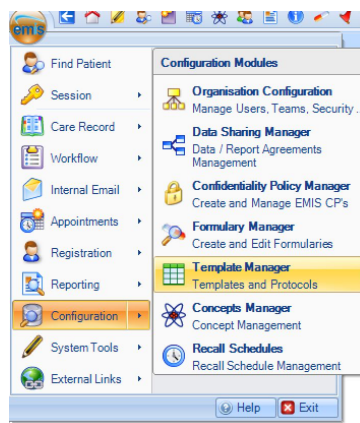 emis
Find Patient
Session
Care Record
Workflow
Internal Email
Appointments
Registration
Reporting
Configuration
System Tools
External Links
Configuration Modules
Organisation Configuration
Manage Users, Teams, Security .
Data Sharing Manager
Data / Report Agreements
Management
Confidentiality Policy Manager
Create and Manage EMIS CP's
Formulary Manager
Create and Edit Formularies
Template Manager
Templates and Protocols
Concepts Manager
Concept Management
Recall Schedules
Recall Schedule Management
Help
Exit